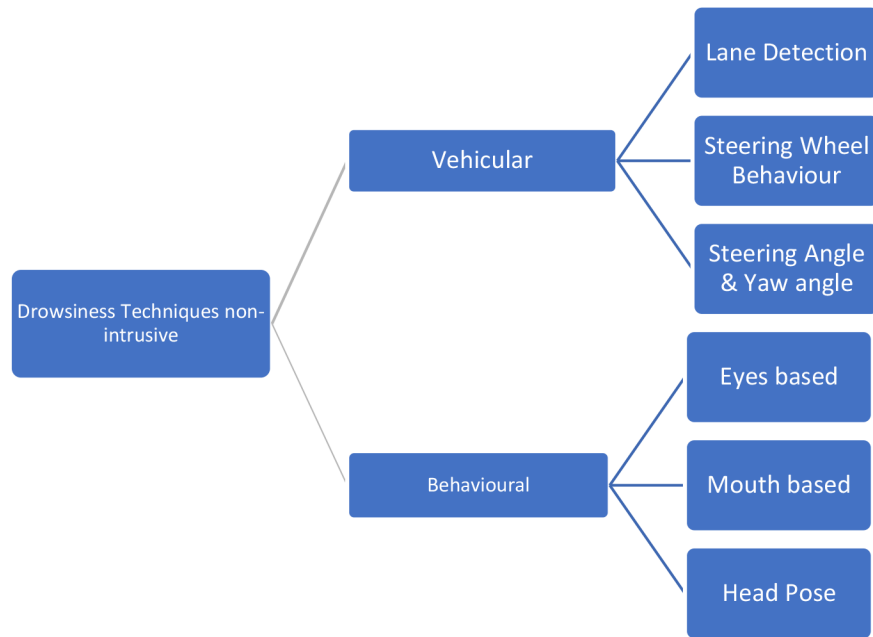 Drowsiness Techniques non-
intrusive
Vehicular
Lane Detection
Steering Wheel
Behaviour
Steering Angle
& Yaw angle
Behavioural
Eyes based
Mouth based
Head Pose